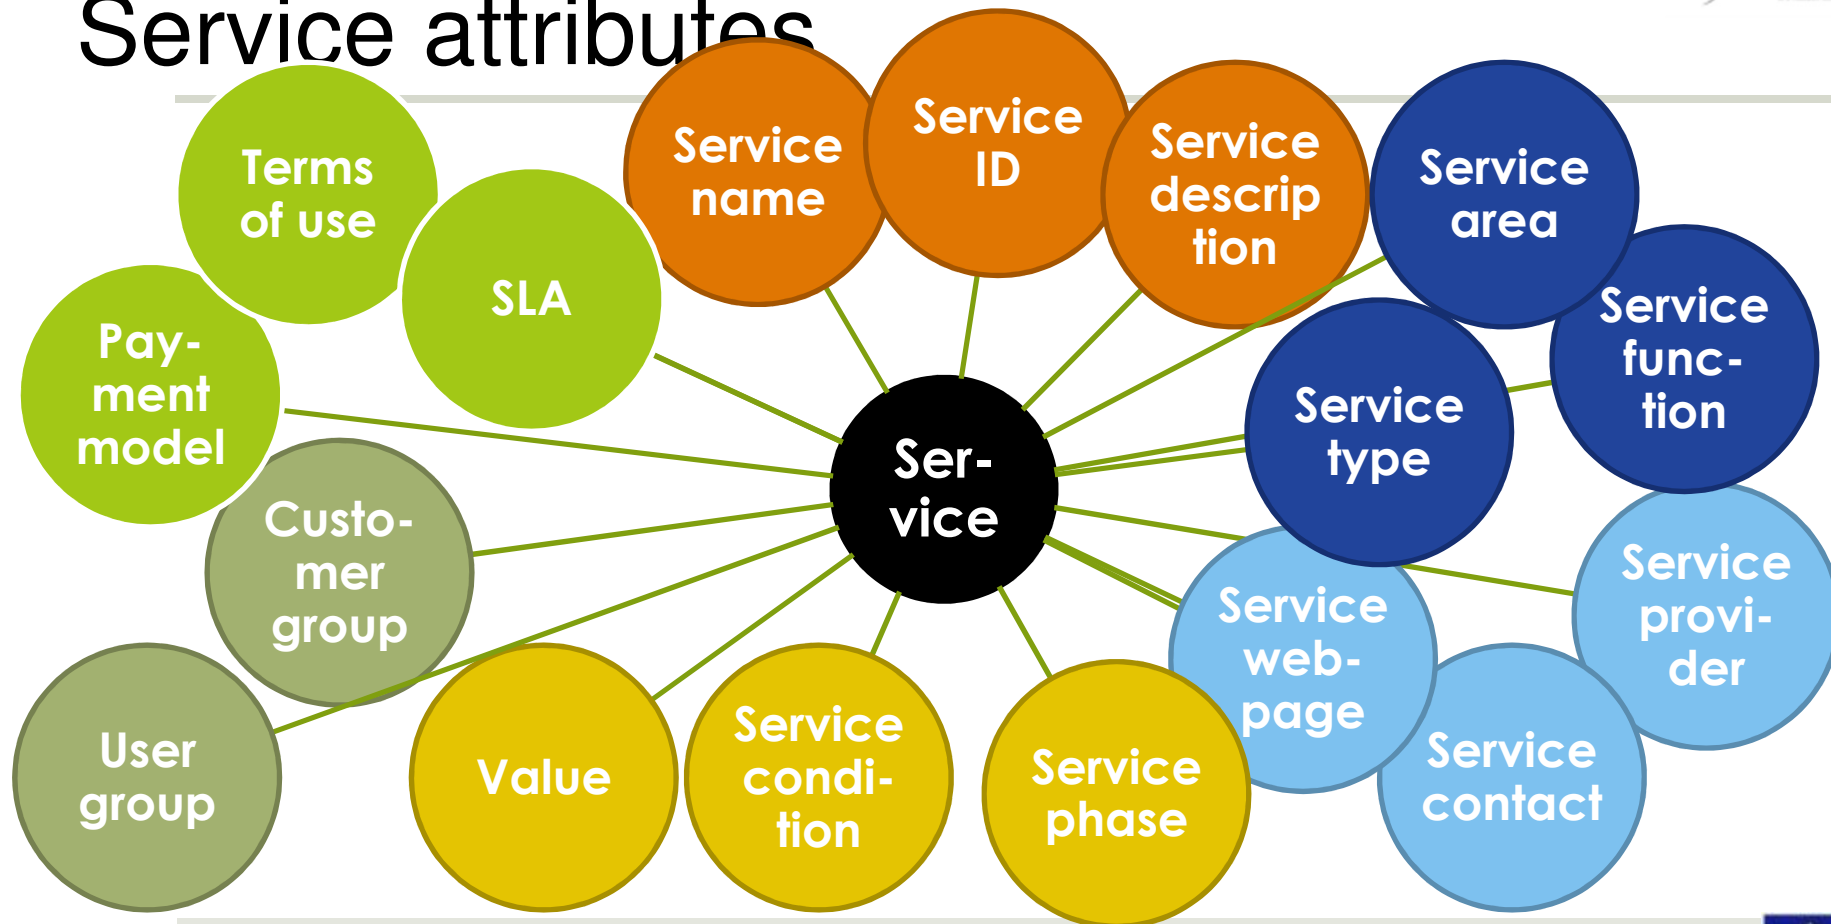 Service attributes
Terms
of use
SLA
Service
name
Service
ID
Service
descrip
tion
Service
area
Service
func-
tion
Service
type
Pay-
ment
model
Ser-
vice
Custo-
mer
group
Service
provi-
der
Service
web-
page
User
group
Value
Service
condi-
tion
Service
phase
Service
contact